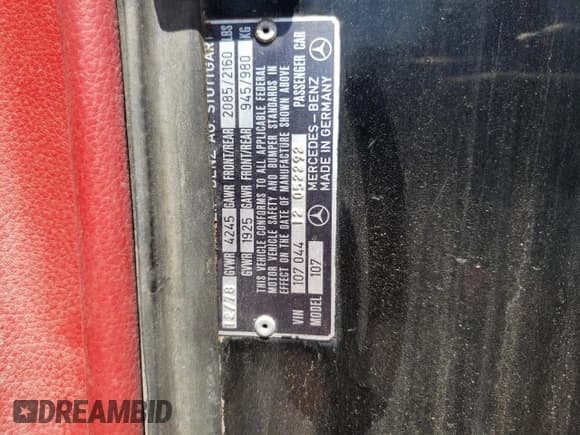 BENZ AG. STUTTGART
12/78 GVWR 4245 GAWR FRONT/REAR 2085/2160 LBS
GVWR 1925 GAWR FRONT/REAR 945/980 KG
THIS VEHICLE CONFORMS TO ALL APPLICABLE FEDERAL
MOTOR VEHICLE SAFETY AND BUMPER STANDARDS IN
EFFECT ON THE DATE OF MANUFACTURE SHOWN ABOVE
VIN 107 044 12 052292 PASSENGER CAR
MODEL 107 MERCEDES-BENZ
MADE IN GERMANY
DREAMBID